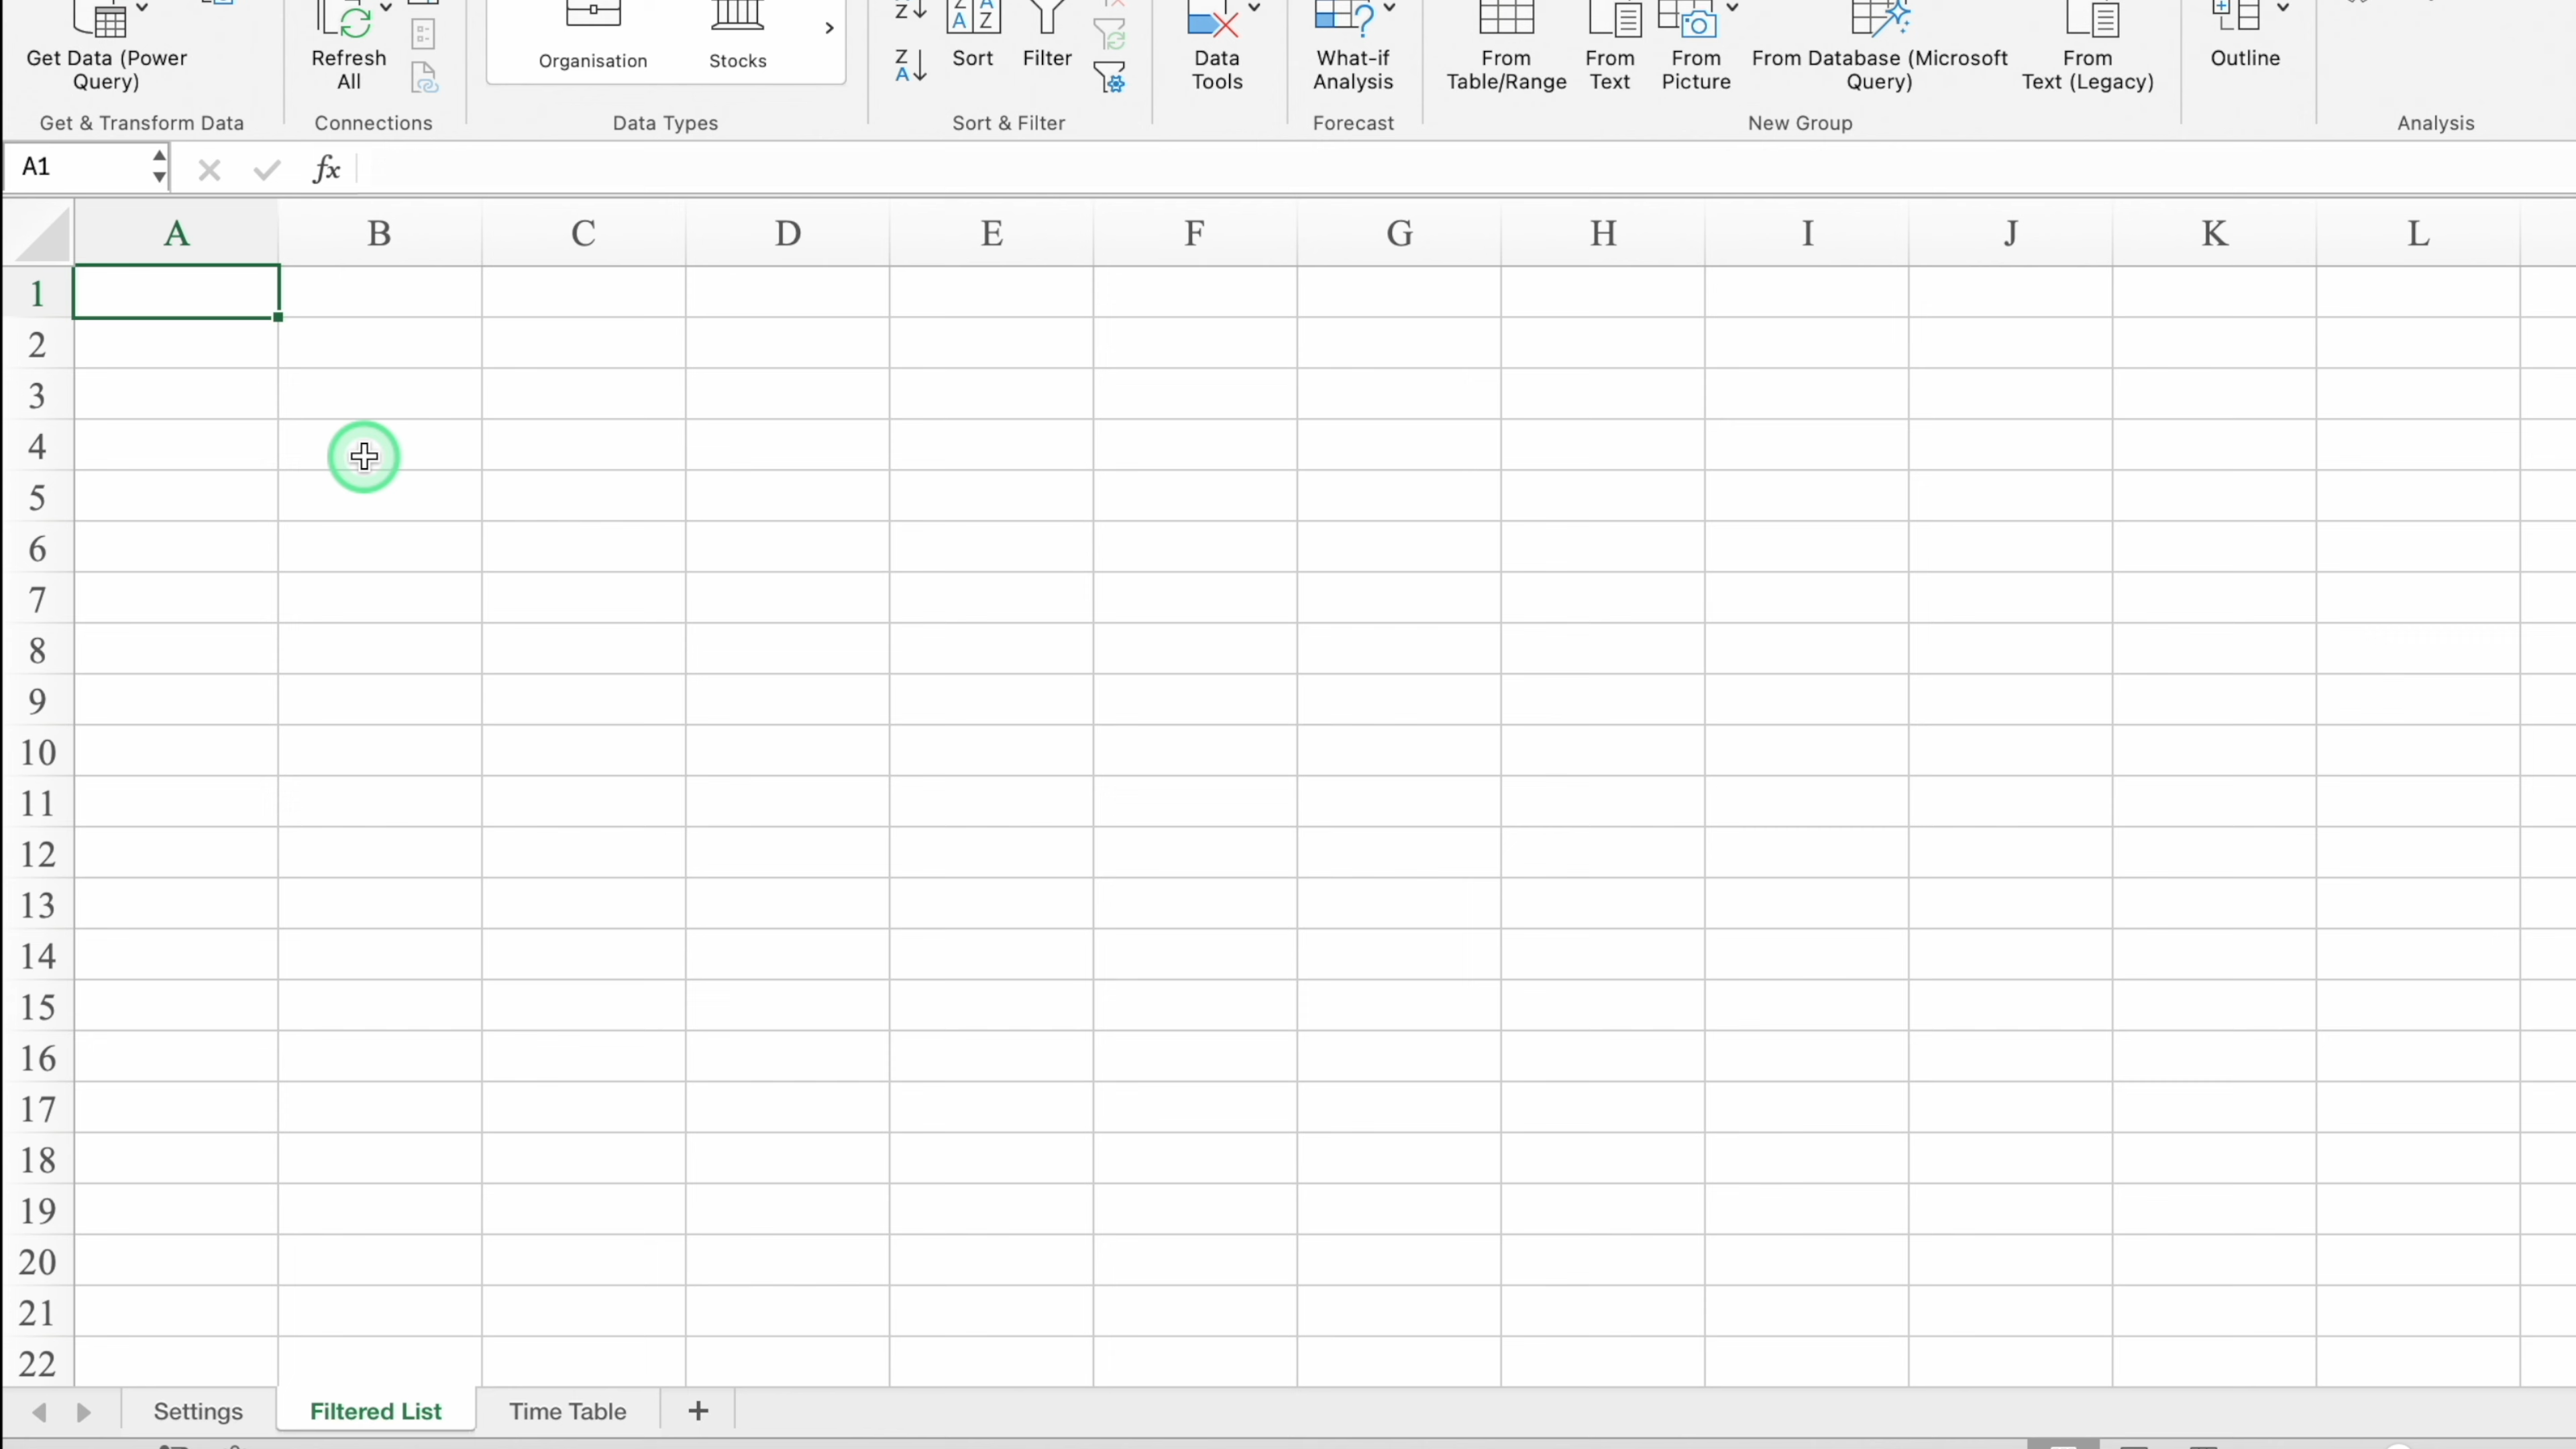 Get Data (Power
Query)
Refresh
All
Organisation
Stocks
Sort
Filter
Data
Tools
What-if
Analysis
From
Table/Range
From
Text
From
Picture
From Database (Microsoft
Query)
From
Text (Legacy)
Outline
Get & Transform Data
Connections
Data Types
Sort & Filter
Forecast
New Group
Analysis
A1
fx
A B C D E F G H I J K L
1
2
3
4
5
6
7
8
9
10
11
12
13
14
15
16
17
18
19
20
21
22
Settings
Filtered List
Time Table
+